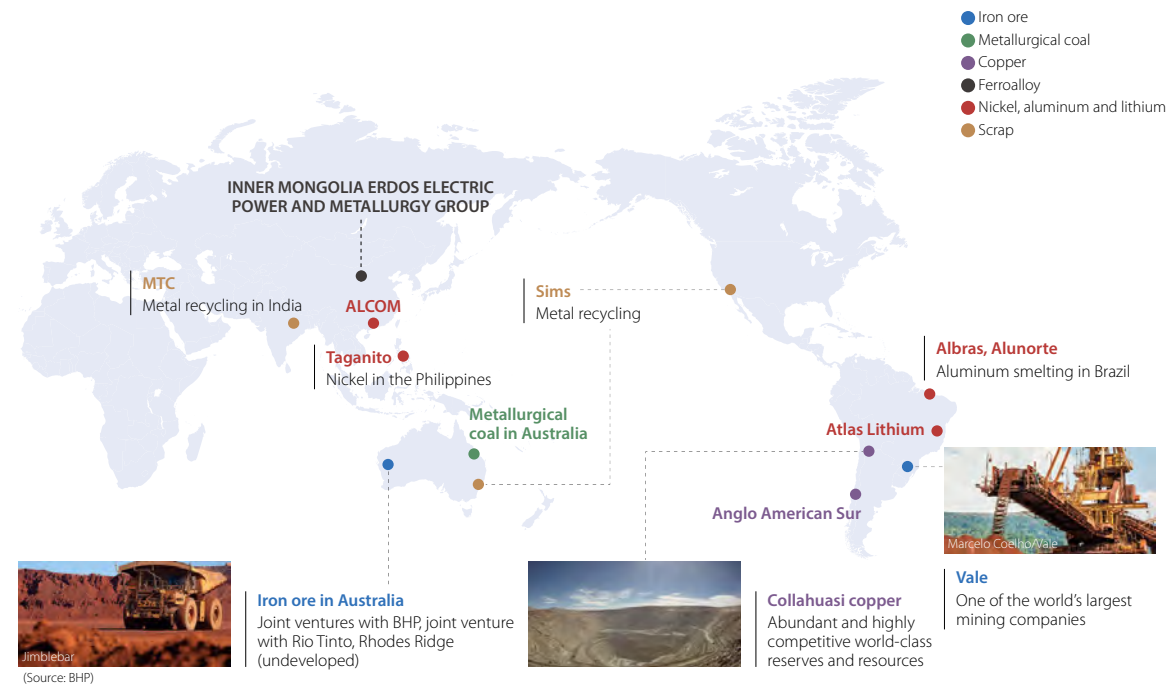 Iron ore
Metallurgical coal
Copper
Ferroalloy
Nickel, aluminum and lithium
Scrap
INNER MONGOLIA ERDOS ELECTRIC
POWER AND METALLURGY GROUP
MTC
Metal recycling in India
ALCOM
Taganito
Nickel in the Philippines
Sims
Metal recycling
Metallurgical
coal in Australia
Albras, Alunorte
Aluminum smelting in Brazil
Atlas Lithium
Anglo American Sur
Marcelo Coelho/Vale
Vale
One of the world's largest
mining companies
Jimblebar
(Source: BHP)
Iron ore in Australia
Joint ventures with BHP, joint venture
with Rio Tinto, Rhodes Ridge
(undeveloped)
Collahuasi copper
Abundant and highly
competitive world-class
reserves and resources